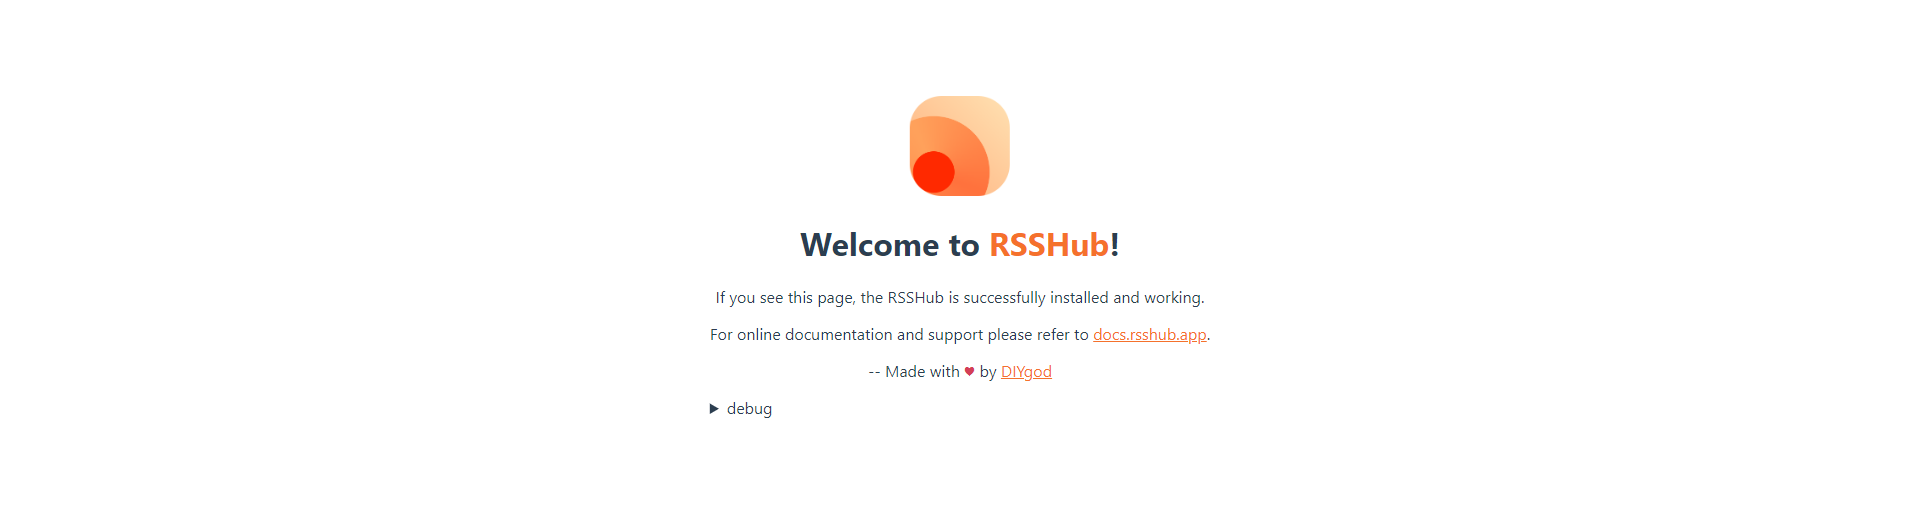 Welcome to RSSHub!
If you see this page, the RSSHub is successfully installed and working.
For online documentation and support please refer to docs.rsshub.app.
-- Made with ♥ by DIYgod
▶ debug